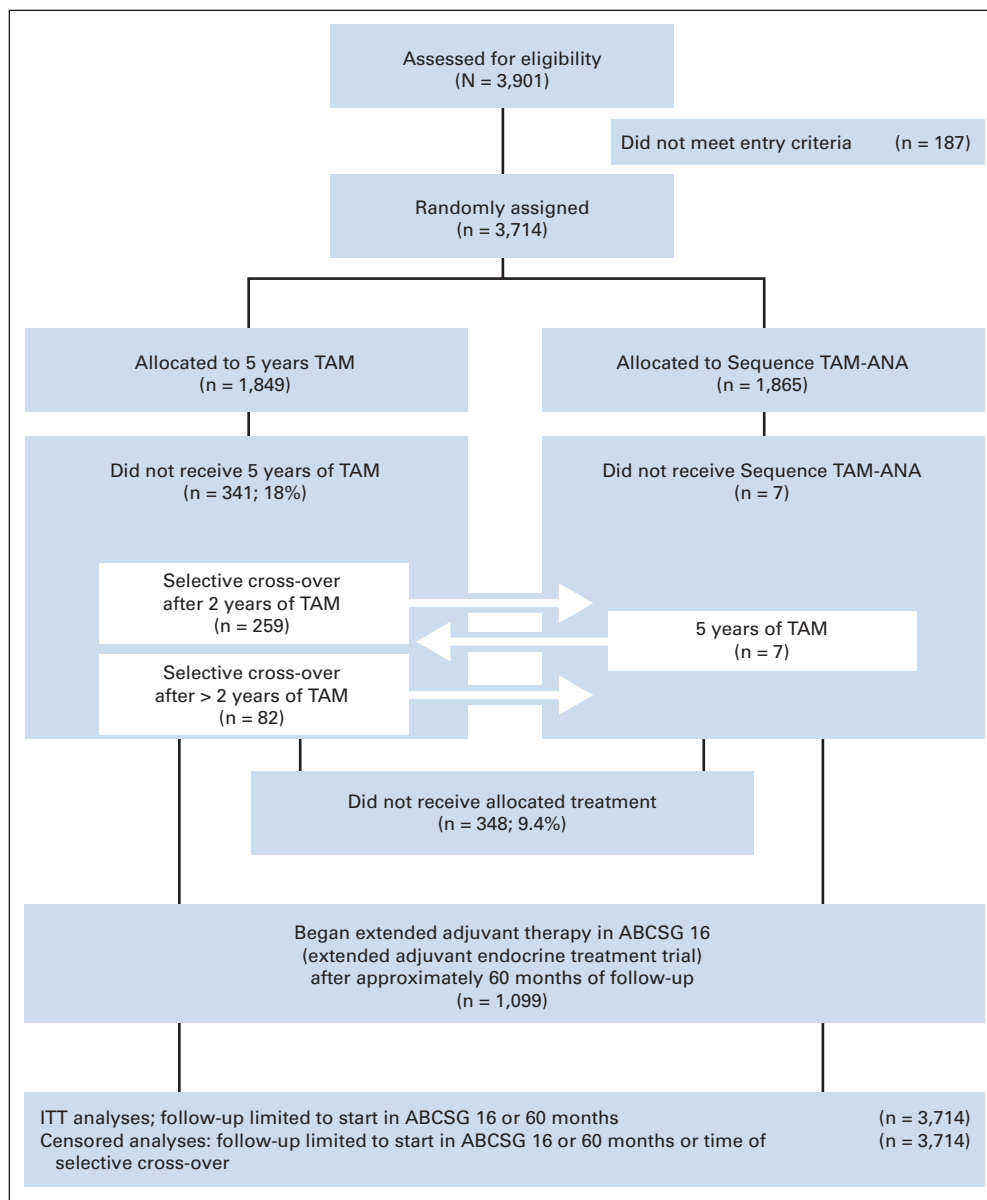 Assessed for eligibility
(N = 3,901)
Did not meet entry criteria (n = 187)
Randomly assigned
(n = 3,714)
Allocated to 5 years TAM
(n = 1,849)
Allocated to Sequence TAM-ANA
(n = 1,865)
Did not receive 5 years of TAM
(n = 341; 18%)
Did not receive Sequence TAM-ANA
(n = 7)
Selective cross-over
after 2 years of TAM
(n = 259)
5 years of TAM
(n = 7)
Selective cross-over
after > 2 years of TAM
(n = 82)
Did not receive allocated treatment
(n = 348; 9.4%)
Began extended adjuvant therapy in ABCSG 16
(extended adjuvant endocrine treatment trial)
after approximately 60 months of follow-up
(n = 1,099)
ITT analyses; follow-up limited to start in ABCSG 16 or 60 months (n = 3,714)
Censored analyses: follow-up limited to start in ABCSG 16 or 60 months or time of (n = 3,714)
selective cross-over